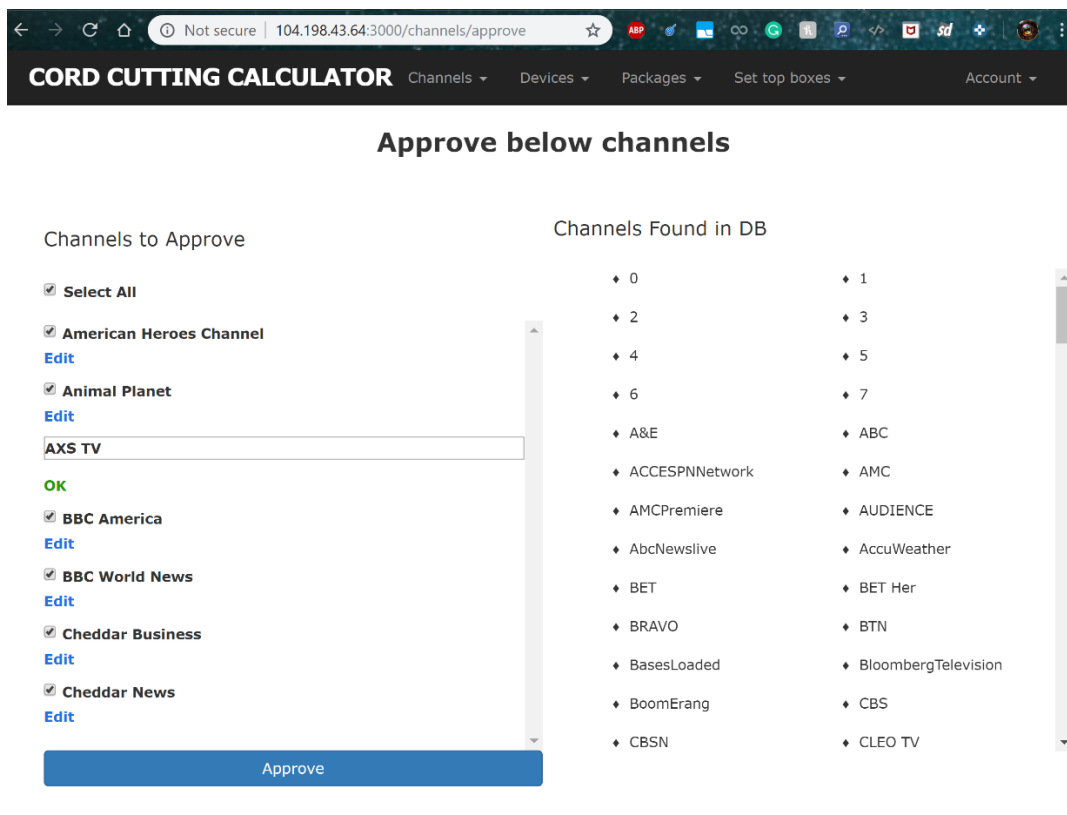 Not secure | 104.198.43.64:3000/channels/approve
ABP
sd
CORD CUTTING CALCULATOR Channels Devices Packages Set top boxes Account
Approve below channels
Channels to Approve
Select All
American Heroes Channel
Edit
Animal Planet
Edit
AXS TV
OK
BBC America
Edit
BBC World News
Edit
Cheddar Business
Edit
Cheddar News
Edit
Approve
Channels Found in DB
0 1
2 3
4 5
6 7
A&E ABC
ACCESPNNetwork AMC
AMCPremiere AUDIENCE
AbcNewslive AccuWeather
BET BET Her
BRAVO BTN
BasesLoaded BloombergTelevision
BoomErang CBS
CBSN CLEO TV